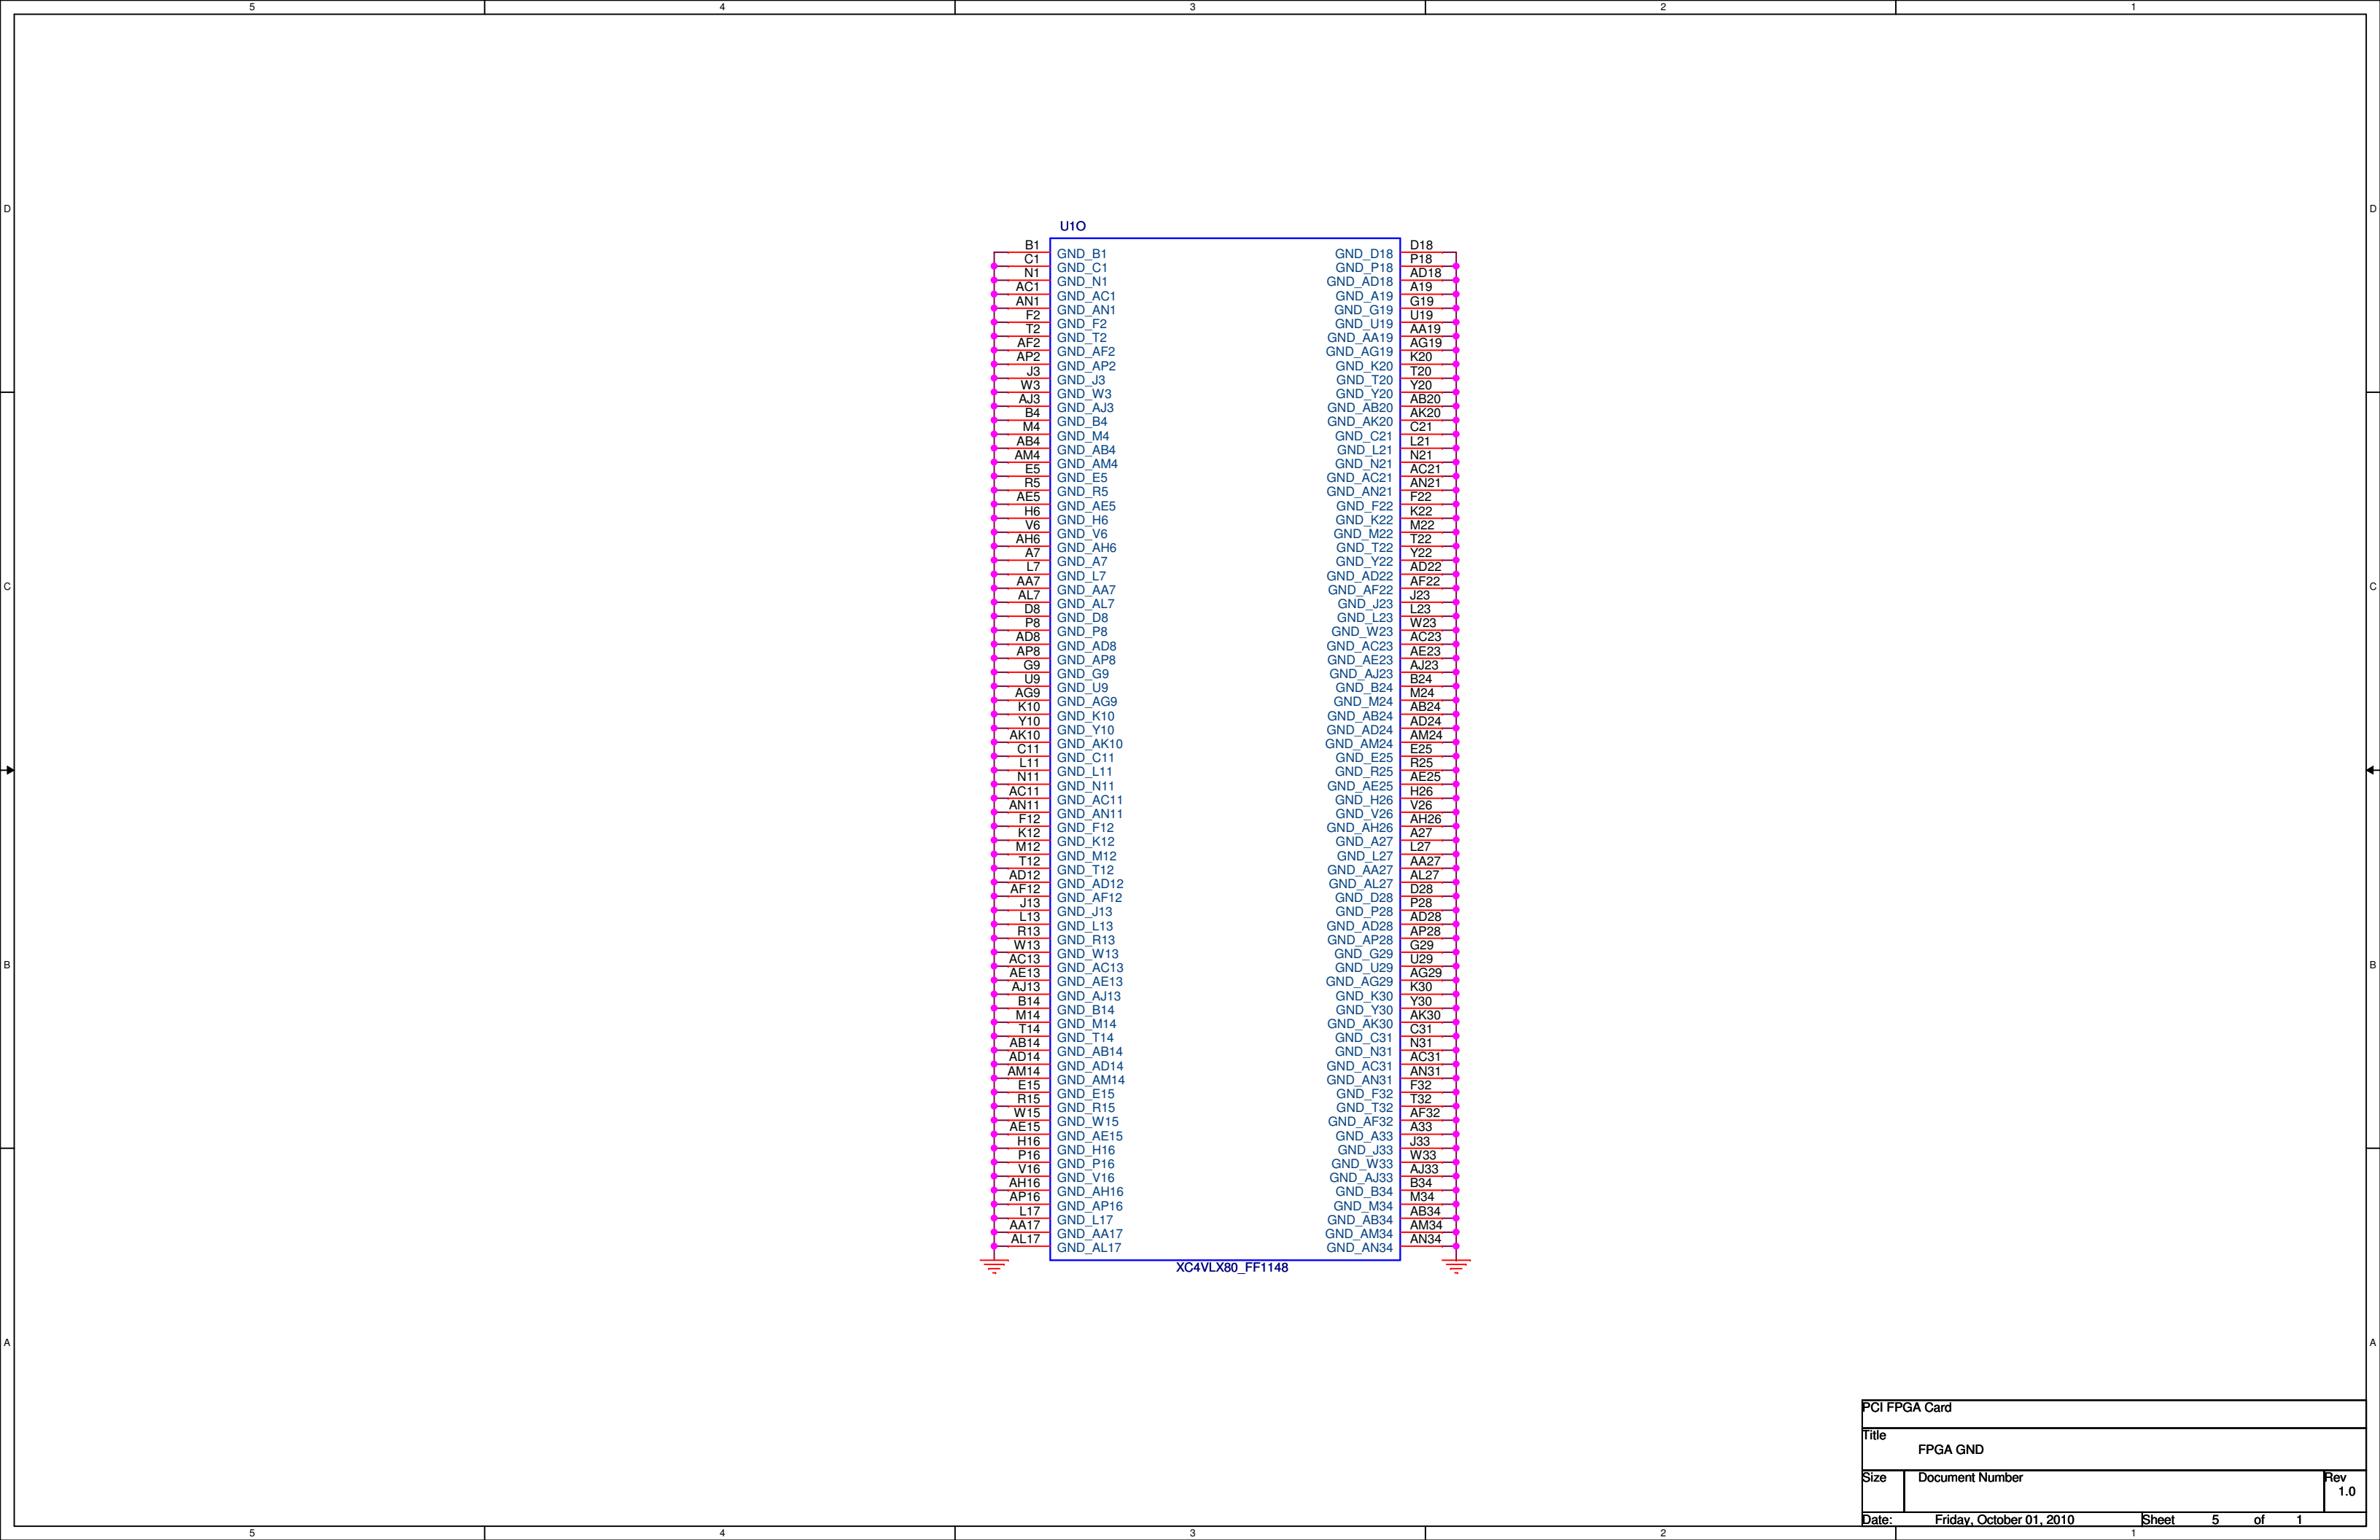 5 4 3 2 1
D D
U1O
B1 GND_B1 GND_D18 D18
C1 GND_C1 GND_P18 P18
N1 GND_N1 GND_AD18 AD18
AC1 GND_AC1 GND_A19 A19
AN1 GND_AN1 GND_G19 G19
F2 GND_F2 GND_U19 U19
T2 GND_T2 GND_AA19 AA19
AF2 GND_AF2 GND_AG19 AG19
AP2 GND_AP2 GND_K20 K20
J3 GND_J3 GND_T20 T20
W3 GND_W3 GND_Y20 Y20
AJ3 GND_AJ3 GND_AB20 AB20
B4 GND_B4 GND_AK20 AK20
M4 GND_M4 GND_C21 C21
AB4 GND_AB4 GND_L21 L21
AM4 GND_AM4 GND_N21 N21
E5 GND_E5 GND_AC21 AC21
R5 GND_R5 GND_AN21 AN21
AE5 GND_AE5 GND_F22 F22
H6 GND_H6 GND_K22 K22
V6 GND_V6 GND_M22 M22
AH6 GND_AH6 GND_T22 T22
A7 GND_A7 GND_Y22 Y22
L7 GND_L7 GND_AD22 AD22
C C
AA7 GND_AA7 GND_AF22 AF22
AL7 GND_AL7 GND_J23 J23
D8 GND_D8 GND_L23 L23
P8 GND_P8 GND_W23 W23
AD8 GND_AD8 GND_AC23 AC23
AP8 GND_AP8 GND_AE23 AE23
G9 GND_G9 GND_AJ23 AJ23
U9 GND_U9 GND_B24 B24
AG9 GND_AG9 GND_M24 M24
K10 GND_K10 GND_AB24 AB24
Y10 GND_Y10 GND_AD24 AD24
AK10 GND_AK10 GND_AM24 AM24
C11 GND_C11 GND_E25 E25
L11 GND_L11 GND_R25 R25
N11 GND_N11 GND_AE25 AE25
AC11 GND_AC11 GND_H26 H26
AN11 GND_AN11 GND_V26 V26
F12 GND_F12 GND_AH26 AH26
K12 GND_K12 GND_A27 A27
M12 GND_M12 GND_L27 L27
T12 GND_T12 GND_AA27 AA27
AD12 GND_AD12 GND_AL27 AL27
AF12 GND_AF12 GND_D28 D28
J13 GND_J13 GND_P28 P28
L13 GND_L13 GND_AD28 AD28
R13 GND_R13 GND_AP28 AP28
W13 GND_W13 GND_G29 G29
B B
AC13 GND_AC13 GND_U29 U29
AE13 GND_AE13 GND_AG29 AG29
AJ13 GND_AJ13 GND_K30 K30
B14 GND_B14 GND_Y30 Y30
M14 GND_M14 GND_AK30 AK30
T14 GND_T14 GND_C31 C31
AB14 GND_AB14 GND_N31 N31
AD14 GND_AD14 GND_AC31 AC31
AM14 GND_AM14 GND_AN31 AN31
E15 GND_E15 GND_F32 F32
R15 GND_R15 GND_T32 T32
W15 GND_W15 GND_AF32 AF32
AE15 GND_AE15 GND_A33 A33
H16 GND_H16 GND_J33 J33
P16 GND_P16 GND_W33 W33
V16 GND_V16 GND_AJ33 AJ33
AH16 GND_AH16 GND_B34 B34
AP16 GND_AP16 GND_M34 M34
L17 GND_L17 GND_AB34 AB34
AA17 GND_AA17 GND_AM34 AM34
AL17 GND_AL17 GND_AN34 AN34
XC4VLX80_FF1148
A A
PCI FPGA Card
Title
FPGA GND
Size Document Number Rev
1.0
Date: Friday, October 01, 2010 Sheet 5 of 1
5 4 3 2 1